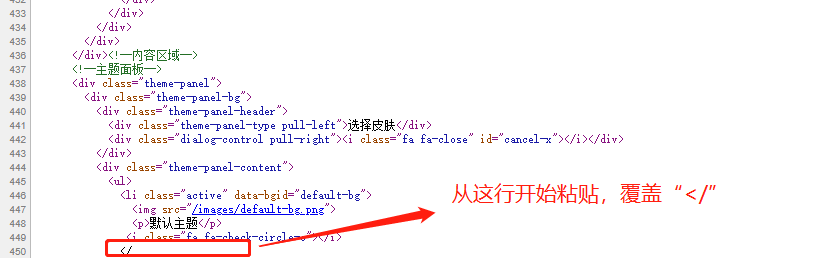 432 </div>
433 </div>
434 </div>
435 </div>
436 </div><!--内容区域-->
437 <!--主题面板-->
438 <div class="theme-panel">
439 <div class="theme-panel-bg">
440 <div class="theme-panel-header">
441 <div class="theme-panel-type pull-left">选择皮肤</div>
442 <div class="dialog-control pull-right"><i class="fa fa-close" id="cancel-x"></i></div>
443 </div>
444 <div class="theme-panel-content">
445 <ul>
446 <li class="active" data-bgid="default-bg">
447 <img src="/images/default-bg.png">
448 <p>默认主题</p>
449 <i class="fa fa-check-circle-o"></i>
450 </
从这行开始粘贴，覆盖“</”